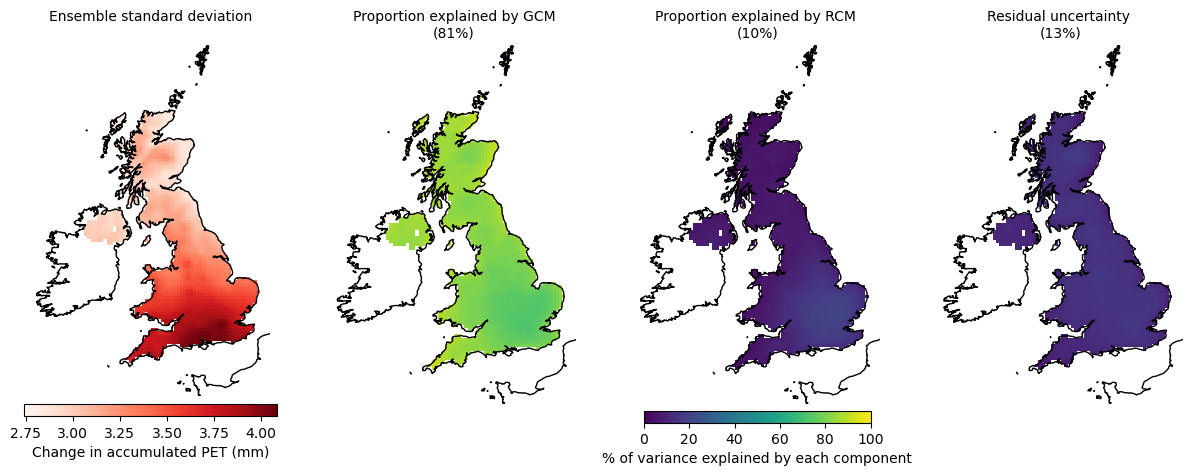 Ensemble standard deviation
Proportion explained by GCM
(81%)
Proportion explained by RCM
(10%)
Residual uncertainty
(13%)
2.75 3.00 3.25 3.50 3.75 4.00
Change in accumulated PET (mm)
0 20 40 60 80 100
% of variance explained by each component